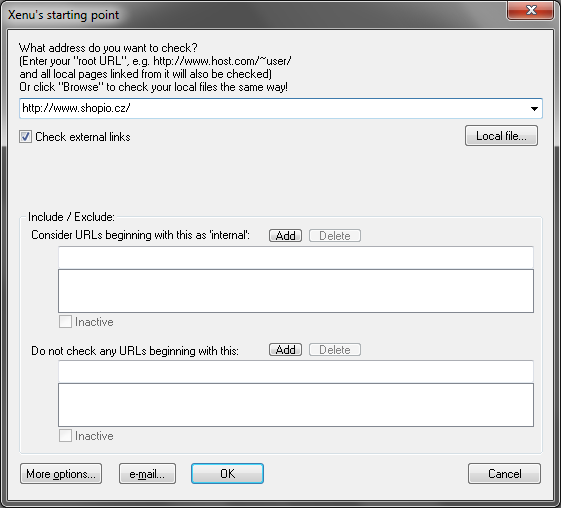 Xenu's starting point
What address do you want to check?
(Enter your "root URL", e.g. http://www.host.com/~user/
and all local pages linked from it will also be checked)
Or click "Browse" to check your local files the same way!
http://www.shopio.cz/
Check external links
Local file...
Include / Exclude:
Consider URLs beginning with this as 'internal':
Add
Delete
Inactive
Do not check any URLs beginning with this:
Add
Delete
Inactive
More options...
e-mail...
OK
Cancel